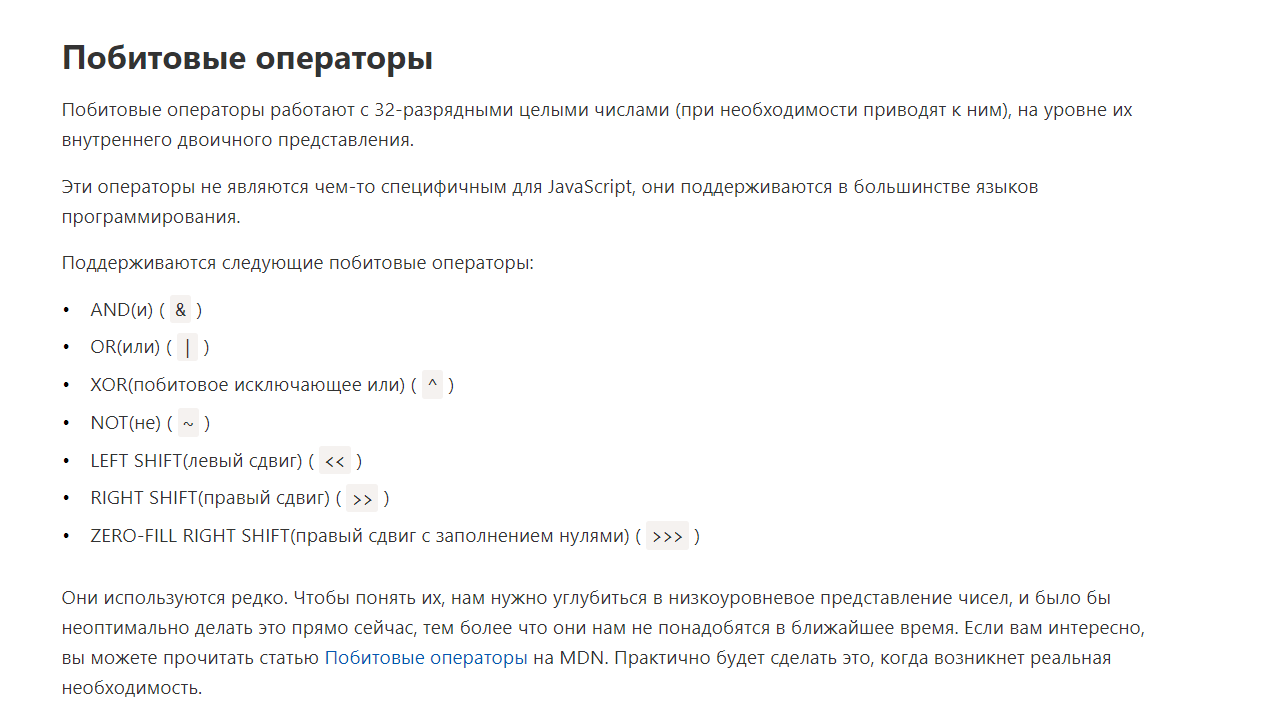 Побитовые операторы
Побитовые операторы работают с 32-разрядными целыми числами (при необходимости приводят к ним), на уровне их
внутреннего двоичного представления.
Эти операторы не являются чем-то специфичным для JavaScript, они поддерживаются в большинстве языков
программирования.
Поддерживаются следующие побитовые операторы:
• AND(и) ( & )
• OR(или) ( | )
• XOR(побитовое исключающее или) ( ^ )
• NOT(не) ( ~ )
• LEFT SHIFT(левый сдвиг) ( << )
• RIGHT SHIFT(правый сдвиг) ( >> )
• ZERO-FILL RIGHT SHIFT(правый сдвиг с заполнением нулями) ( >>> )
Они используются редко. Чтобы понять их, нам нужно углубиться в низкоуровневое представление чисел, и было бы
неоптимально делать это прямо сейчас, тем более что они нам не понадобятся в ближайшее время. Если вам интересно,
вы можете прочитать статью Побитовые операторы на MDN. Практично будет сделать это, когда возникнет реальная
необходимость.